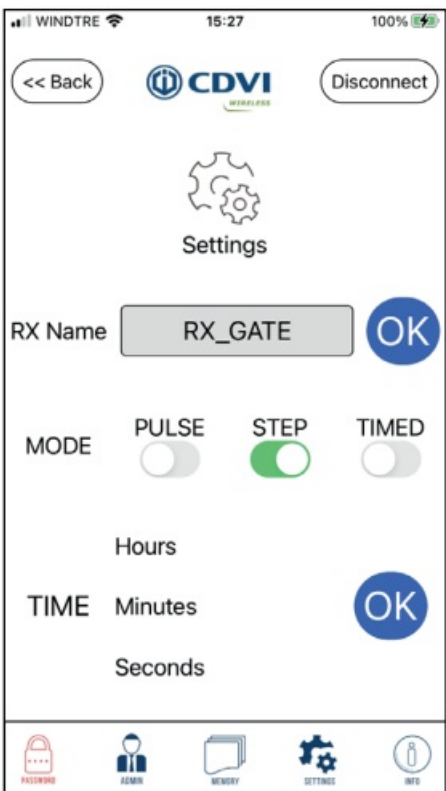 WINDTRE 15:27 100%
<< Back CDVI Disconnect
WIRELESS
Settings
RX Name RX_GATE OK
PULSE STEP TIMED
MODE
Hours
TIME Minutes OK
Seconds
PASSWORD ADMIN MEMORY SETTINGS INFO